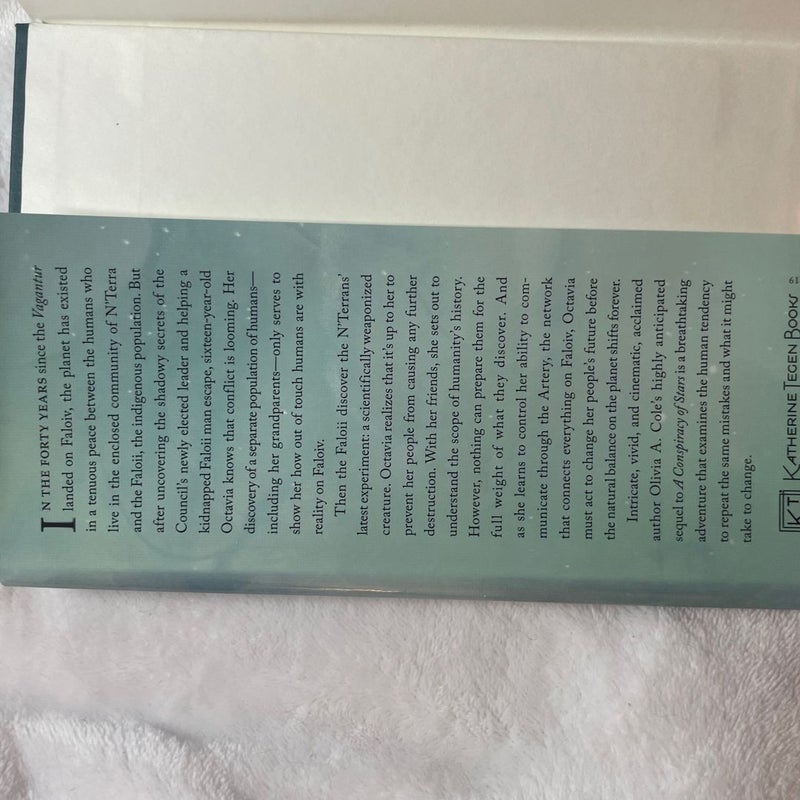 IN THE FORTY YEARS since the Vagantur
landed on Faloiv, the planet has existed
in a tenuous peace between the humans who
live in the enclosed community of N'Terra
and the Faloii, the indigenous population. But
after uncovering the shadowy secrets of the
Council's newly elected leader and helping a
kidnapped Faloii man escape, sixteen-year-old
Octavia knows that conflict is looming. Her
discovery of a separate population of humans—
including her grandparents—only serves to
show her how out of touch humans are with
reality on Faloiv.
Then the Faloii discover the N'Terrans'
latest experiment: a scientifically weaponized
creature. Octavia realizes that it's up to her to
prevent her people from causing any further
destruction. With her friends, she sets out to
understand the scope of humanity's history.
However, nothing can prepare them for the
full weight of what they discover. And
as she learns to control her ability to com-
municate through the Artery, the network
that connects everything on Faloiv, Octavia
must act to change her people's future before
the natural balance on the planet shifts forever.
Intricate, vivid, and cinematic, acclaimed
author Olivia A. Cole's highly anticipated
sequel to A Conspiracy of Stars is a breathtaking
adventure that examines the human tendency
to repeat the same mistakes and what it might
take to change.
KT KATHERINE TEGEN BOOKS